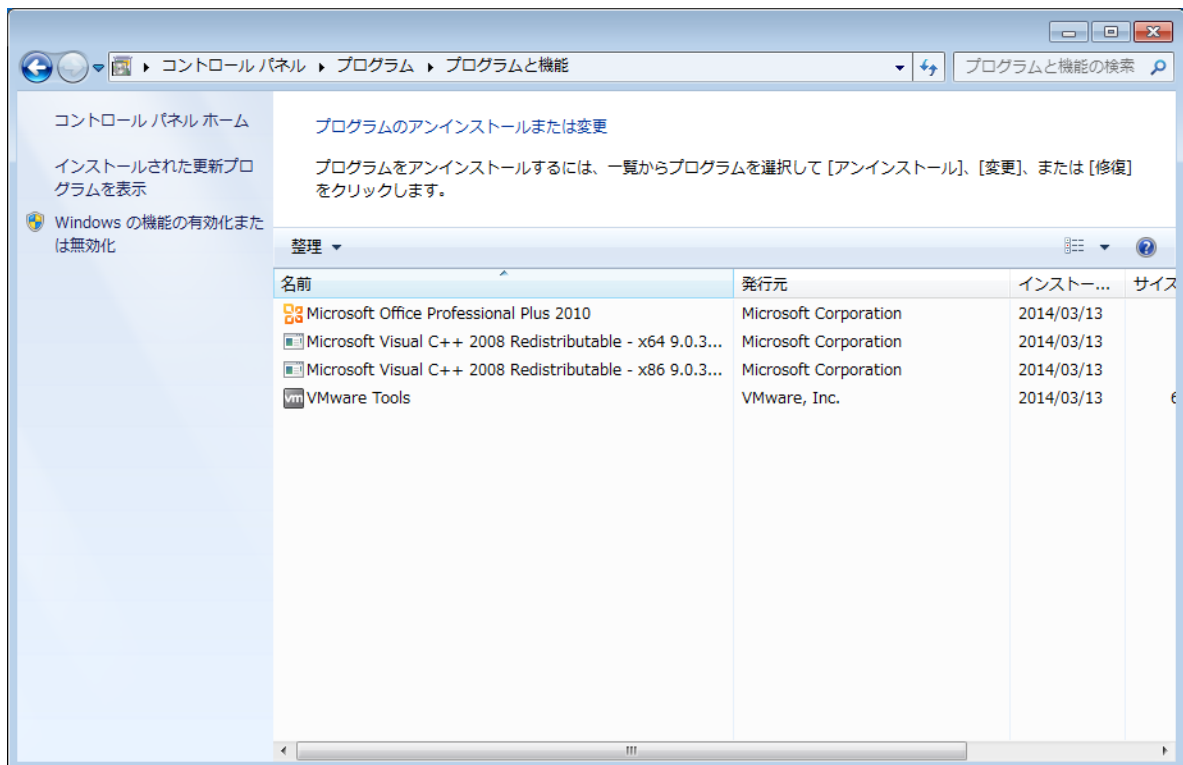 コントロール パネル ▸ プログラム ▸ プログラムと機能
プログラムと機能の検索
コントロール パネル ホーム
インストールされた更新プロ
グラムを表示
Windows の機能の有効化また
は無効化
プログラムのアンインストールまたは変更
プログラムをアンインストールするには、一覧からプログラムを選択して [アンインストール]、[変更]、または [修復]
をクリックします。
整理
名前 発行元 インストー... サイズ
Microsoft Office Professional Plus 2010 Microsoft Corporation 2014/03/13
Microsoft Visual C++ 2008 Redistributable - x64 9.0.3... Microsoft Corporation 2014/03/13
Microsoft Visual C++ 2008 Redistributable - x86 9.0.3... Microsoft Corporation 2014/03/13
vm VMware Tools VMware, Inc. 2014/03/13